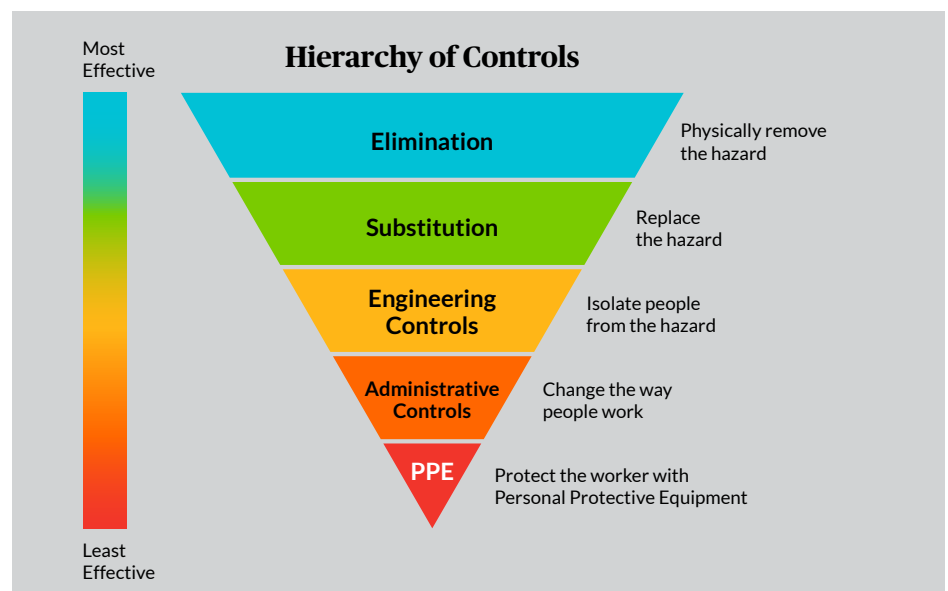 Most
Effective
Hierarchy of Controls
Elimination
Physically remove
the hazard
Substitution
Replace
the hazard
Engineering
Controls
Isolate people
from the hazard
Administrative
Controls
Change the way
people work
PPE
Protect the worker with
Personal Protective Equipment
Least
Effective